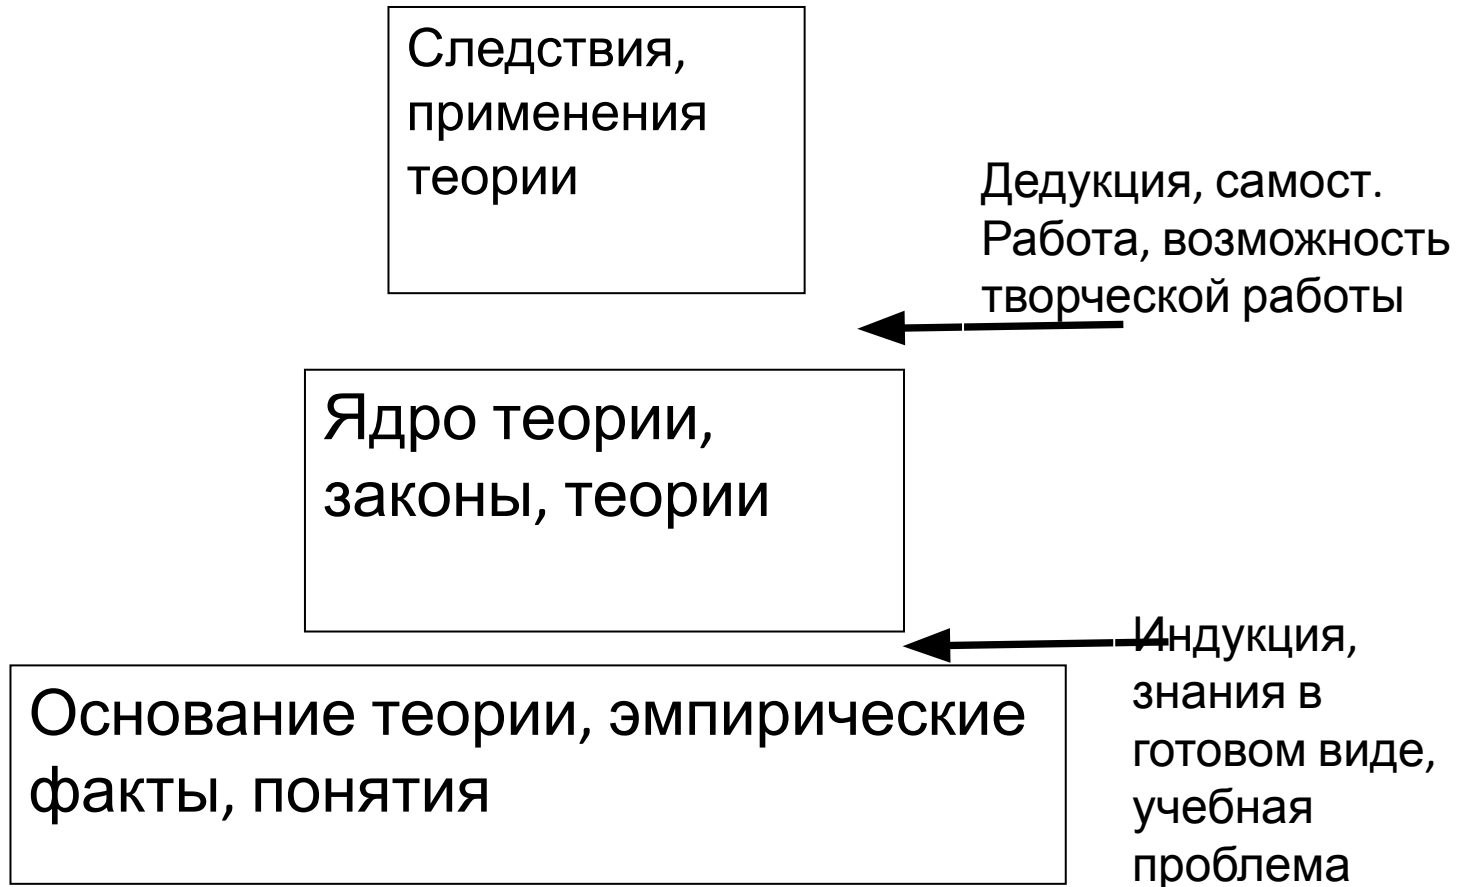 Следствия,
применения
теории
Дедукция, самост.
Работа, возможность
творческой работы
Ядро теории,
законы, теории
Индукция,
знания в
готовом виде,
учебная
проблема
Основание теории, эмпирические
факты, понятия